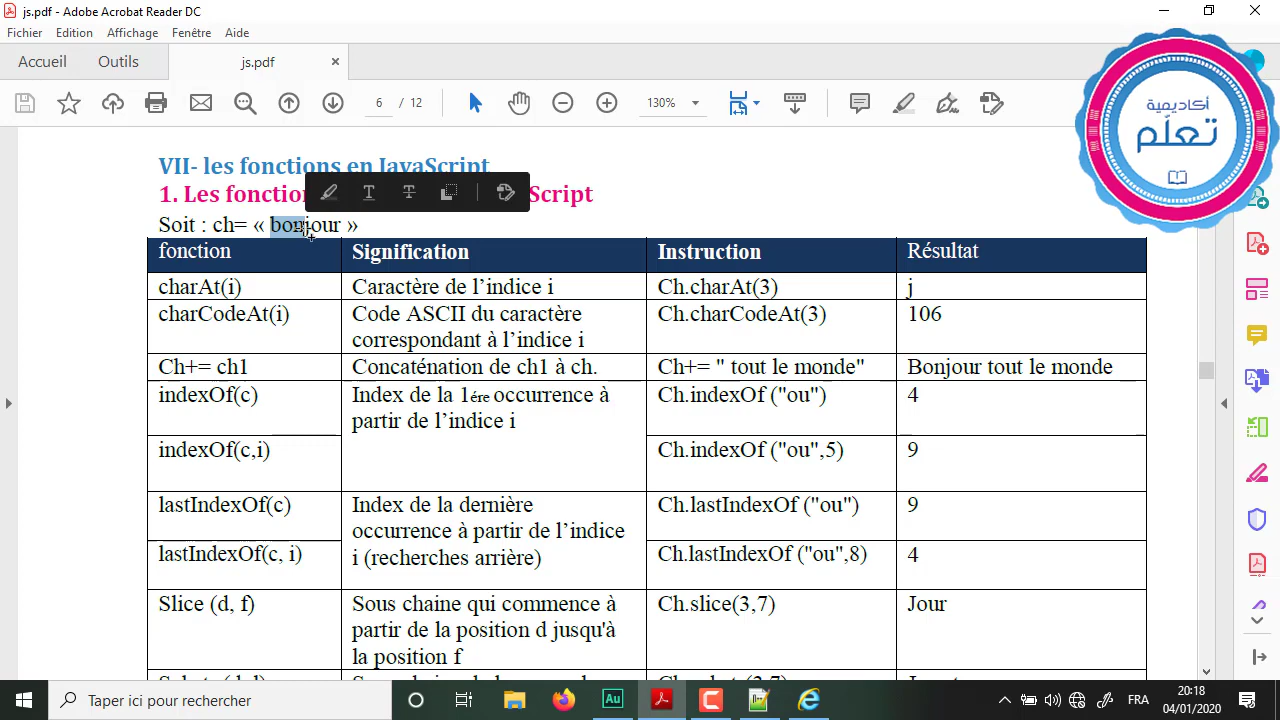 js.pdf - Adobe Acrobat Reader DC
Fichier Edition Affichage Fenêtre Aide
Accueil Outils js.pdf
6 / 12 130%
أكاديمية
تعلّم
VII- les fonctions en JavaScript
1. Les fonction Script
Soit : ch= « bonjour »
fonction Signification Instruction Résultat
charAt(i) Caractère de l’indice i Ch.charAt(3) j
charCodeAt(i) Code ASCII du caractère Ch.charCodeAt(3) 106
correspondant à l’indice i
Ch+= ch1 Concaténation de ch1 à ch. Ch+= " tout le monde" Bonjour tout le monde
indexOf(c) Index de la 1ére occurrence à Ch.indexOf ("ou") 4
partir de l’indice i
indexOf(c,i) Ch.indexOf ("ou",5) 9
lastIndexOf(c) Index de la dernière Ch.lastIndexOf ("ou") 9
occurrence à partir de l’indice
lastIndexOf(c, i) i (recherches arrière) Ch.lastIndexOf ("ou",8) 4
Slice (d, f) Sous chaine qui commence à Ch.slice(3,7) Jour
partir de la position d jusqu'à
la position f
Taper ici pour rechercher
Au
FRA
20:18
04/01/2020